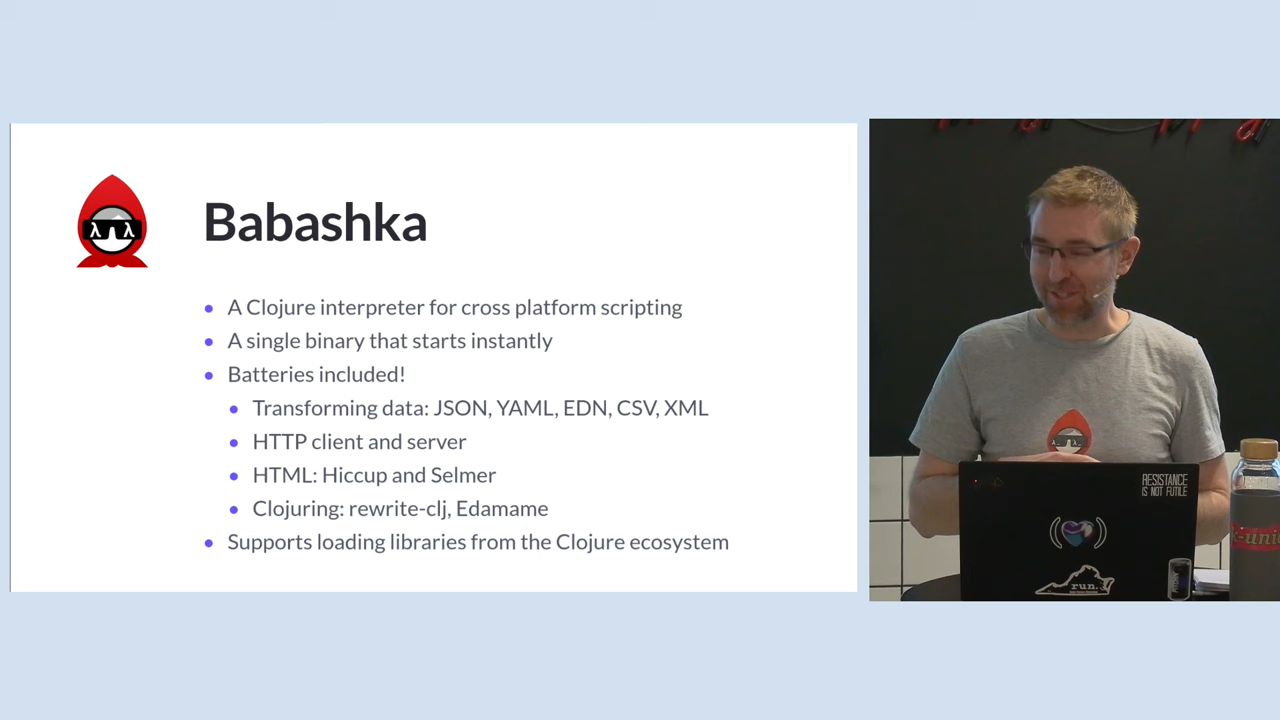 λ λ
Babashka
A Clojure interpreter for cross platform scripting
A single binary that starts instantly
Batteries included!
Transforming data: JSON, YAML, EDN, CSV, XML
HTTP client and server
HTML: Hiccup and Selmer
Clojuring: rewrite-clj, Edamame
Supports loading libraries from the Clojure ecosystem
RESISTANCE
IS NOT FUTILE
run.